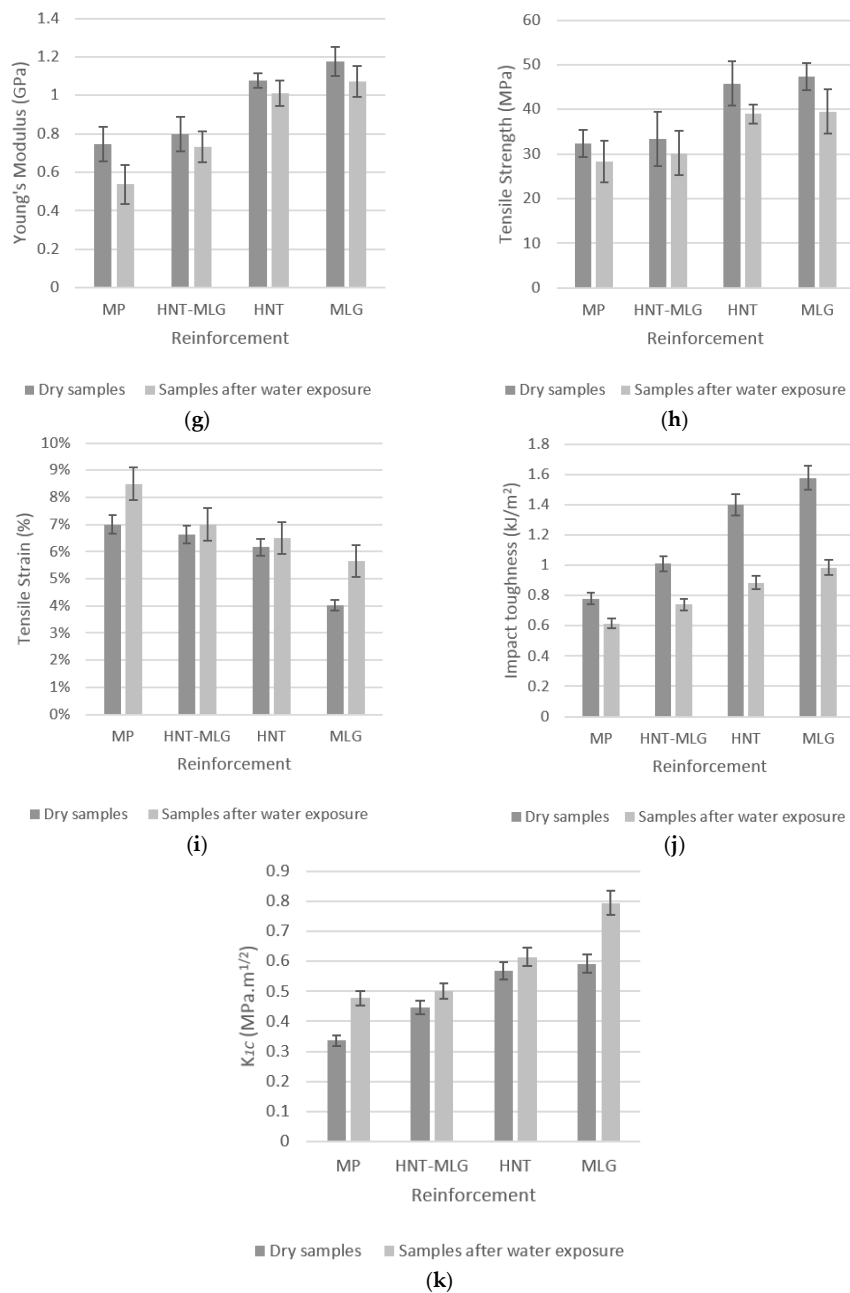 1.4
1.2
1
0.8
0.6
0.4
0.2
0
Young's Modulus (GPa)
MP HNT-MLG HNT MLG
Reinforcement
Dry samples Samples after water exposure
(g)
60
50
40
30
20
10
0
Tensile Strength (MPa)
MP HNT-MLG HNT MLG
Reinforcement
Dry samples Samples after water exposure
(h)
10%
9%
8%
7%
6%
5%
4%
3%
2%
1%
0%
Tensile Strain (%)
MP HNT-MLG HNT MLG
Reinforcement
Dry samples Samples after water exposure
(i)
1.8
1.6
1.4
1.2
1
0.8
0.6
0.4
0.2
0
Impact toughness (kJ/m²)
MP HNT-MLG HNT MLG
Reinforcement
Dry samples Samples after water exposure
(j)
0.9
0.8
0.7
0.6
0.5
0.4
0.3
0.2
0.1
0
K1c (MPa.m1/2)
MP HNT-MLG HNT MLG
Reinforcement
Dry samples Samples after water exposure
(k)